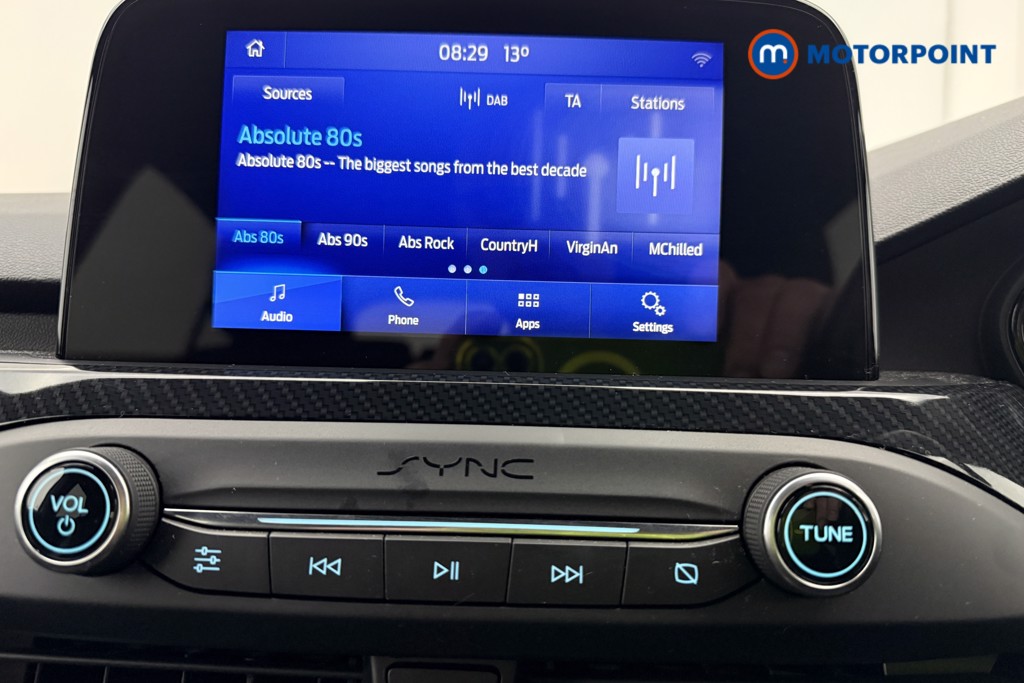 08:29 13°
MOTORPOINT
Sources
DAB
TA
Stations
Absolute 80s
Absolute 80s -- The biggest songs from the best decade
Abs 80s Abs 90s Abs Rock CountryH VirginAn MChilled
Audio Phone Apps Settings
SYNC
VOL
TUNE